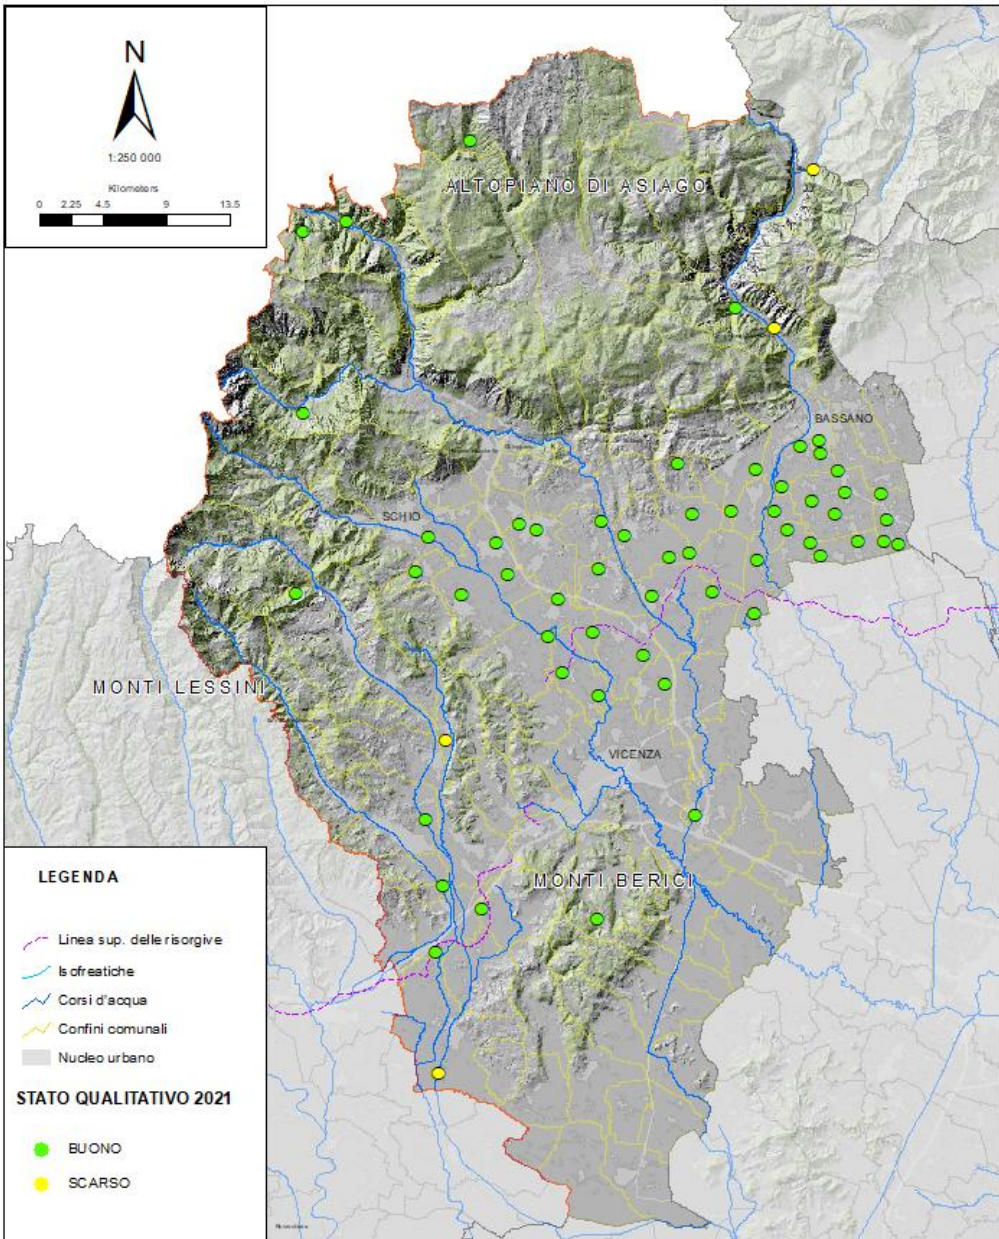 N
1:250 000
Kilometers
0 2.25 4.5 9 13.5
ALTOPIANO DI ASIAGO
BASSANO
SCHIO
MONTI LESSINI
VICENZA
MONTI BERICI
LEGENDA
Linea sup. delle risorgive
Isofreatiche
Corsi d'acqua
Confini comunali
Nucleo urbano
STATO QUALITATIVO 2021
BUONO
SCARSO